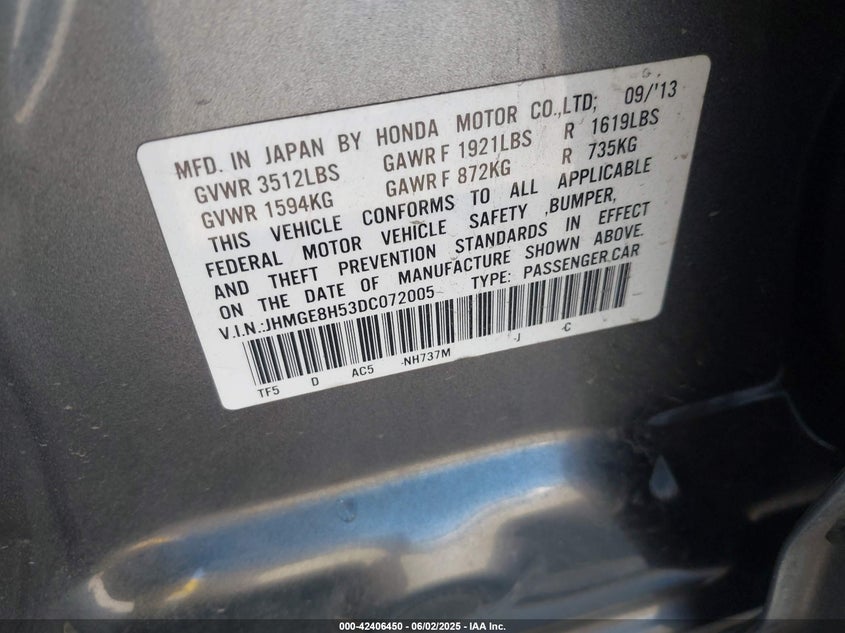 MFD. IN JAPAN BY HONDA MOTOR CO.,LTD; 09/'13
GVWR 3512LBS GAWR F 1921LBS R 1619LBS
GVWR 1594KG GAWR F 872KG R 735KG
THIS VEHICLE CONFORMS TO ALL APPLICABLE
FEDERAL MOTOR VEHICLE SAFETY ,BUMPER,
AND THEFT PREVENTION STANDARDS IN EFFECT
ON THE DATE OF MANUFACTURE SHOWN ABOVE.
V.I.N.:JHMGE8H53DC072005 TYPE: PASSENGER CAR
TF5 D AC5 -NH737M -J -C
000-42406450 - 06/02/2025 - IAA Inc.